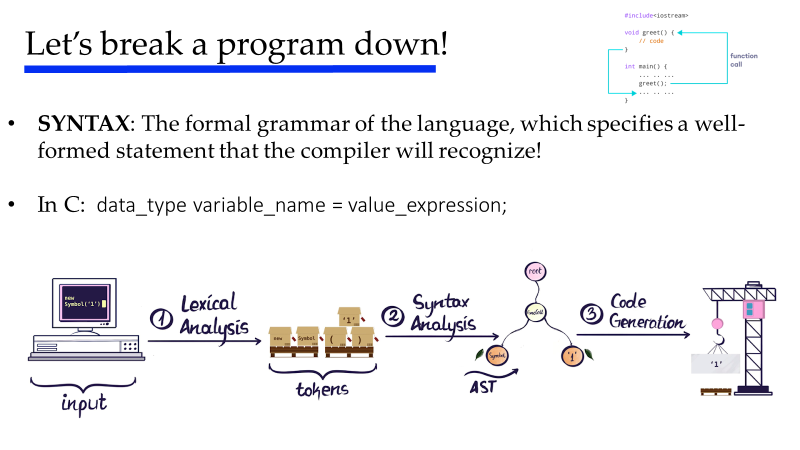 Let's break a program down!
#include<iostream>
void greet() {
// code
}
int main() {
... .. ...
greet();
... .. ...
}
function
call
• SYNTAX: The formal grammar of the language, which specifies a well-
formed statement that the compiler will recognize!
• In C: data_type variable_name = value_expression;
new
Symbol('1')
input
1 Lexical
Analysis
'1'
new Symbol ( )
tokens
2 Syntax
Analysis
root
Symbol
'1'
AST
3 Code
Generation
'1'